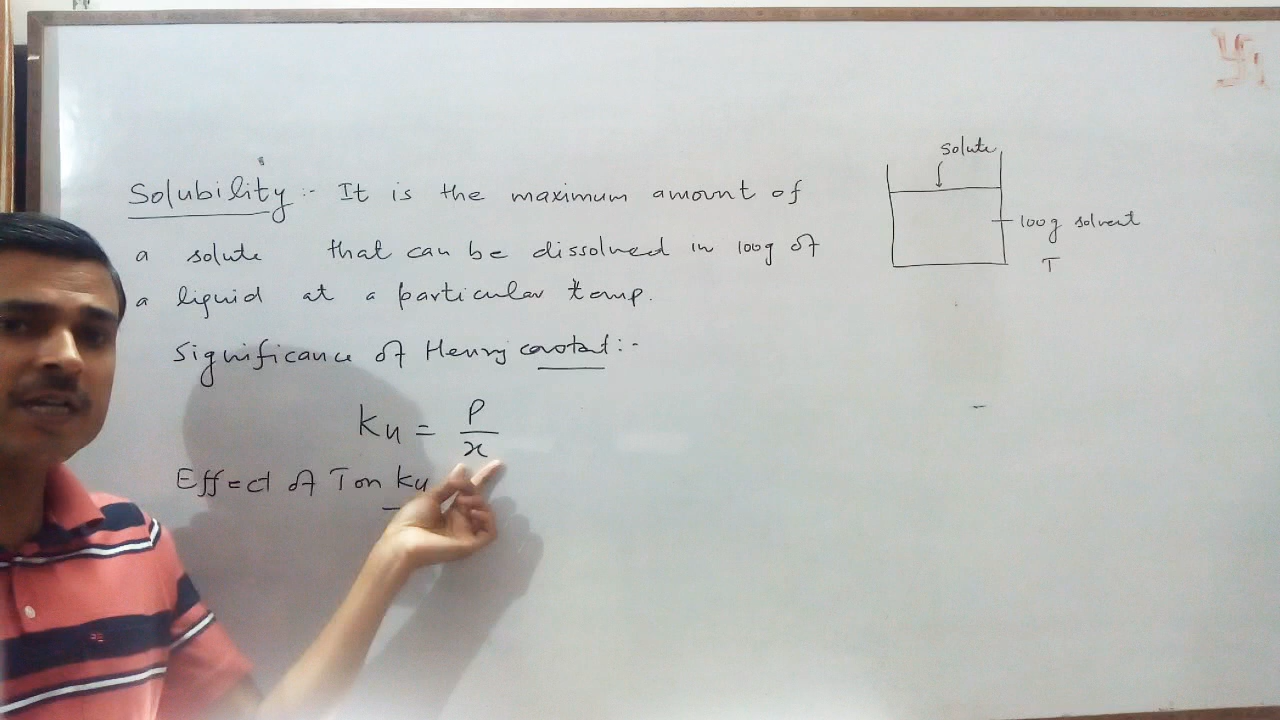 Solubility :- It is the maximum amount of
a solute that can be dissolved in 100g of
a liquid at a particular temp.
Significance of Henry constant :-
KH = P/x
Effect of T on KH
solute
100g solvent
T